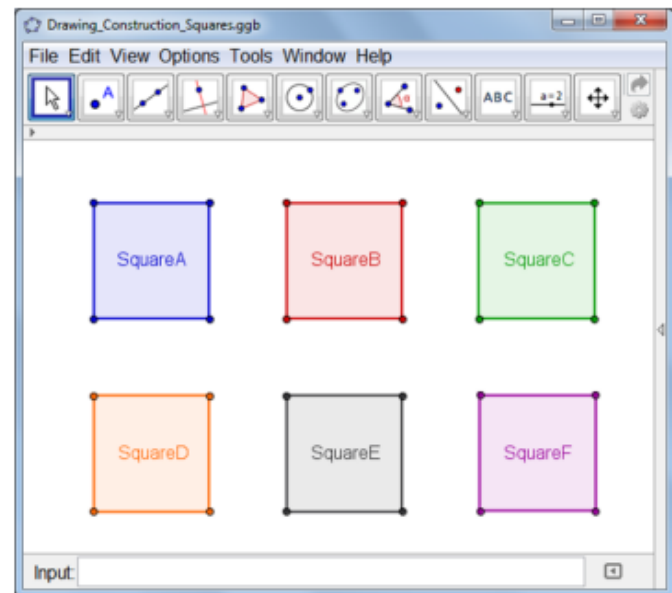 Drawing_Construction_Squares.ggb
File Edit View Options Tools Window Help
A α ABC a=2
SquareA SquareB SquareC
SquareD SquareE SquareF
Input: